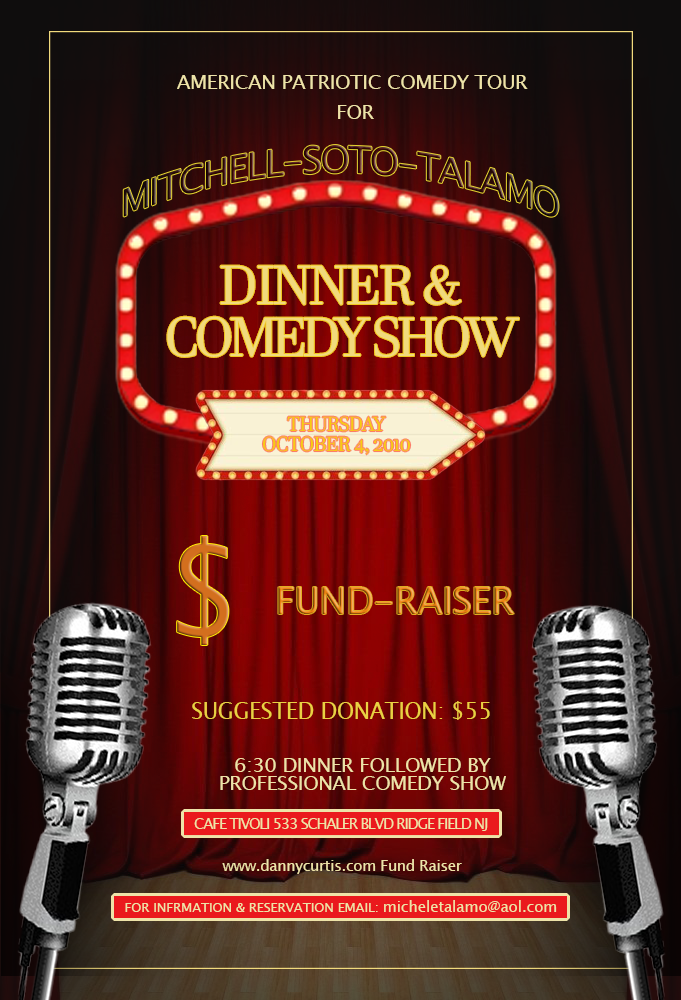 AMERICAN PATRIOTIC COMEDY TOUR
FOR
MITCHELL-SOTO-TALAMO
DINNER &
COMEDY SHOW
THURSDAY
OCTOBER 4, 2010
$ FUND-RAISER
SUGGESTED DONATION: $55
6:30 DINNER FOLLOWED BY
PROFESSIONAL COMEDY SHOW
CAFE TIVOLI 533 SCHALER BLVD RIDGE FIELD NJ
www.dannycurtis.com Fund Raiser
FOR INFRMATION & RESERVATION EMAIL: micheletalamo@aol.com